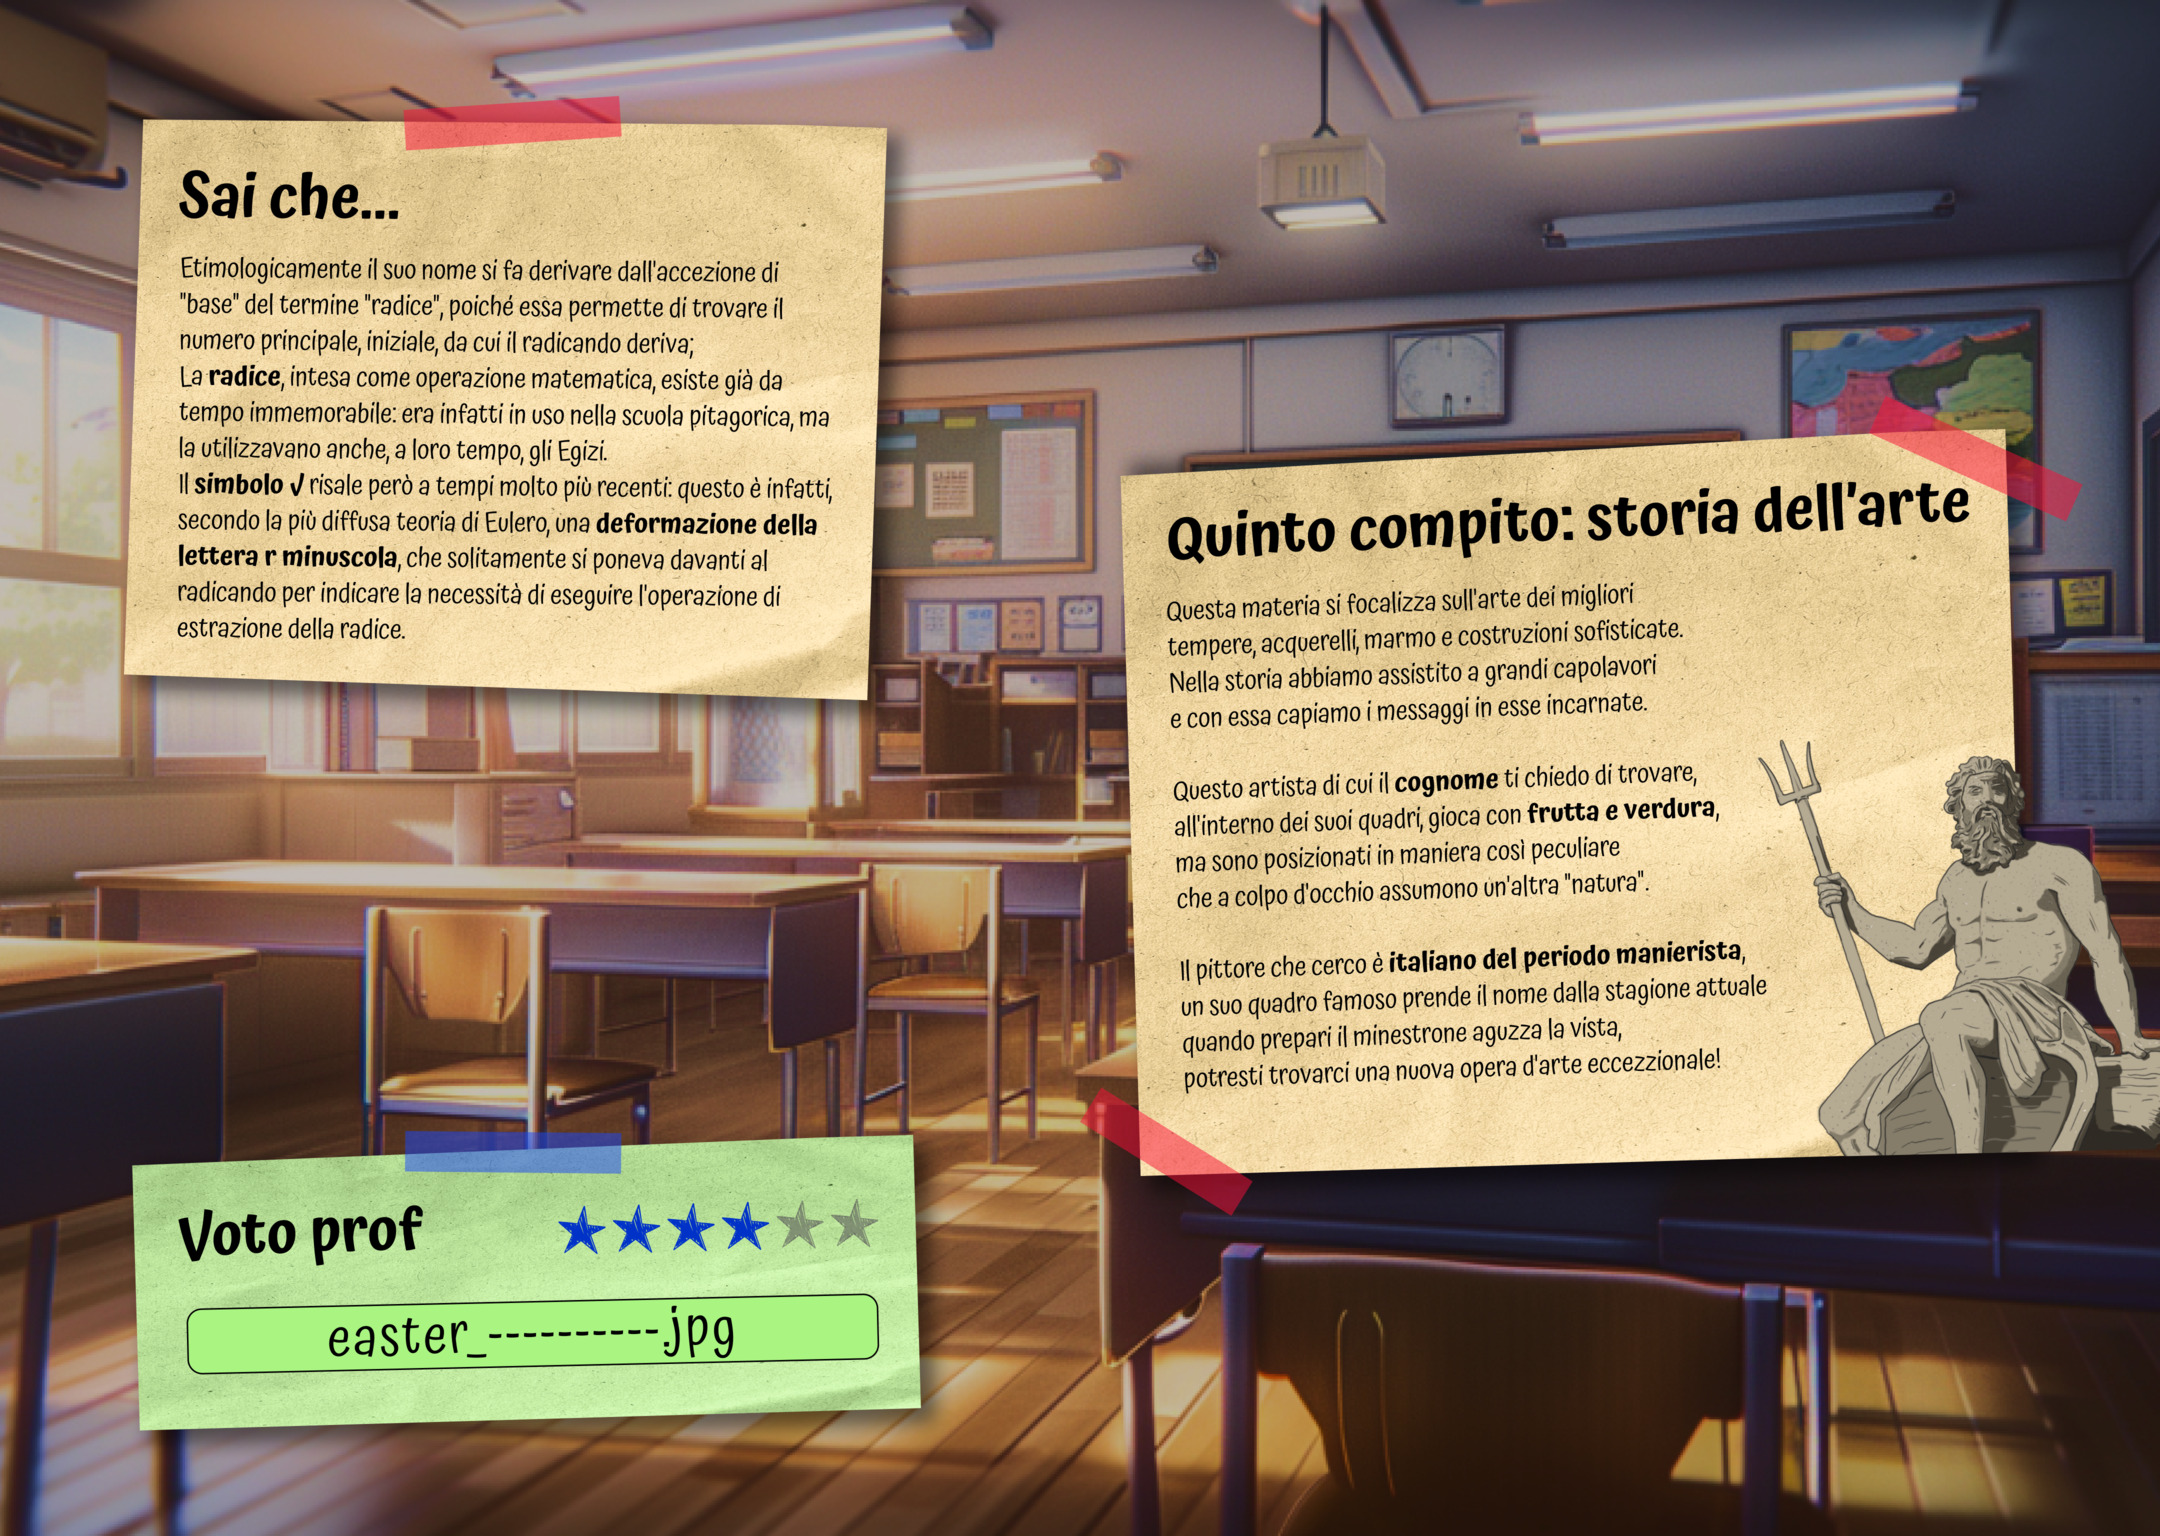 Sai che...
Etimologicamente il suo nome si fa derivare dall'accezione di
"base" del termine "radice", poiché essa permette di trovare il
numero principale, iniziale, da cui il radicando deriva;
La radice, intesa come operazione matematica, esiste già da
tempo immemorabile: era infatti in uso nella scuola pitagorica, ma
la utilizzavano anche, a loro tempo, gli Egizi.
Il simbolo √ risale però a tempi molto più recenti: questo è infatti,
secondo la più diffusa teoria di Eulero, una deformazione della
lettera r minuscola, che solitamente si poneva davanti al
radicando per indicare la necessità di eseguire l'operazione di
estrazione della radice.
Quinto compito: storia dell'arte
Questa materia si focalizza sull'arte dei migliori
tempere, acquerelli, marmo e costruzioni sofisticate.
Nella storia abbiamo assistito a grandi capolavori
e con essa capiamo i messaggi in esse incarnate.
Questo artista di cui il cognome ti chiedo di trovare,
all'interno dei suoi quadri, gioca con frutta e verdura,
ma sono posizionati in maniera così peculiare
che a colpo d'occhio assumono un'altra "natura".
Il pittore che cerco è italiano del periodo manierista,
un suo quadro famoso prende il nome dalla stagione attuale
quando prepari il minestrone aguzza la vista,
potresti trovarci una nuova opera d'arte eccezzionale!
Voto prof
easter_----------.jpg